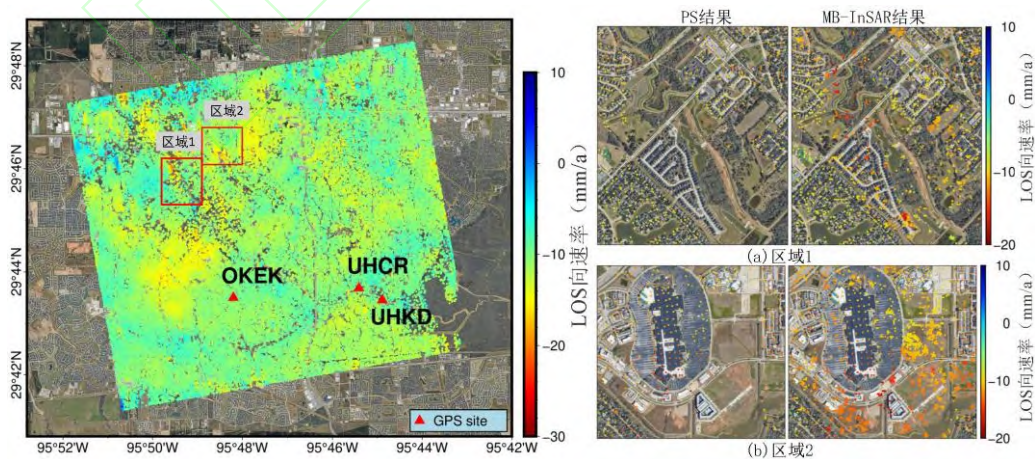 29°48′N
29°46′N
29°44′N
29°42′N
区域2
区域1
OKEK
UHCR
UHKD
GPS site
95°52′W
95°50′W
95°48′W
95°46′W
95°44′W
95°42′W
10
0
−10
−20
−30
LOS向速率（mm/a）
PS结果
MB-InSAR结果
10
0
−10
−20
LOS向速率（mm/a）
(a)区域1
10
0
−10
−20
LOS向速率（mm/a）
(b)区域2